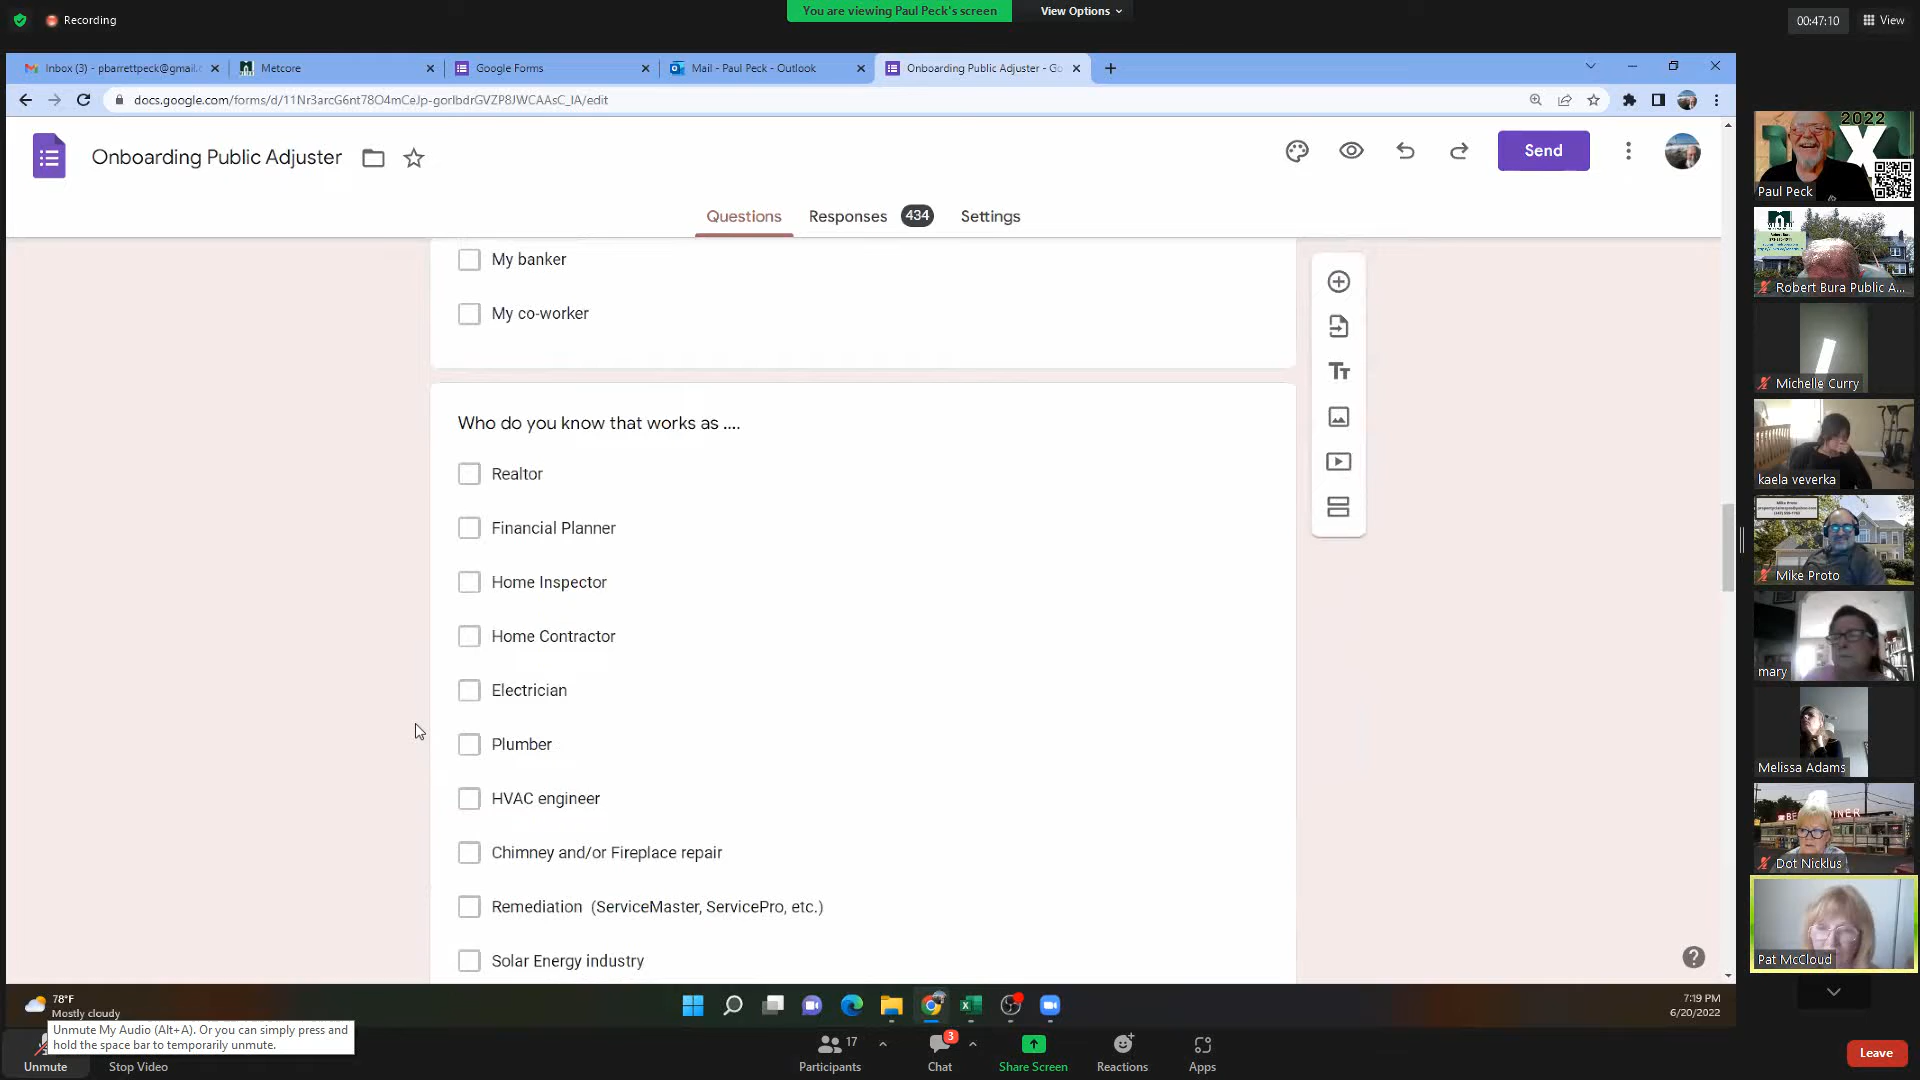 Recording
You are viewing Paul Peck's screen
View Options
00:47:10
View
Inbox (3) - pbarrettpeck@gmail.c
Metcore
Google Forms
Mail - Paul Peck - Outlook
Onboarding Public Adjuster - Go
docs.google.com/forms/d/11Nr3arcG6nt78O4mCeJp-gorIbdrGVZP8JWCAAsC_IA/edit
Onboarding Public Adjuster
Send
Questions
Responses 434
Settings
My banker
My co-worker
Who do you know that works as ....
Realtor
Financial Planner
Home Inspector
Home Contractor
Electrician
Plumber
HVAC engineer
Chimney and/or Fireplace repair
Remediation (ServiceMaster, ServicePro, etc.)
Solar Energy industry
2022
Paul Peck
Robert Bura Public A...
Michelle Curry
kaela veverka
Mike Proto
mary
Melissa Adams
Dot Nicklus
Pat McCloud
78°F
Mostly cloudy
7:19 PM
6/20/2022
Unmute My Audio (Alt+A). Or you can simply press and
hold the space bar to temporarily unmute.
Unmute
Stop Video
17
Participants
3
Chat
Share Screen
Reactions
Apps
Leave